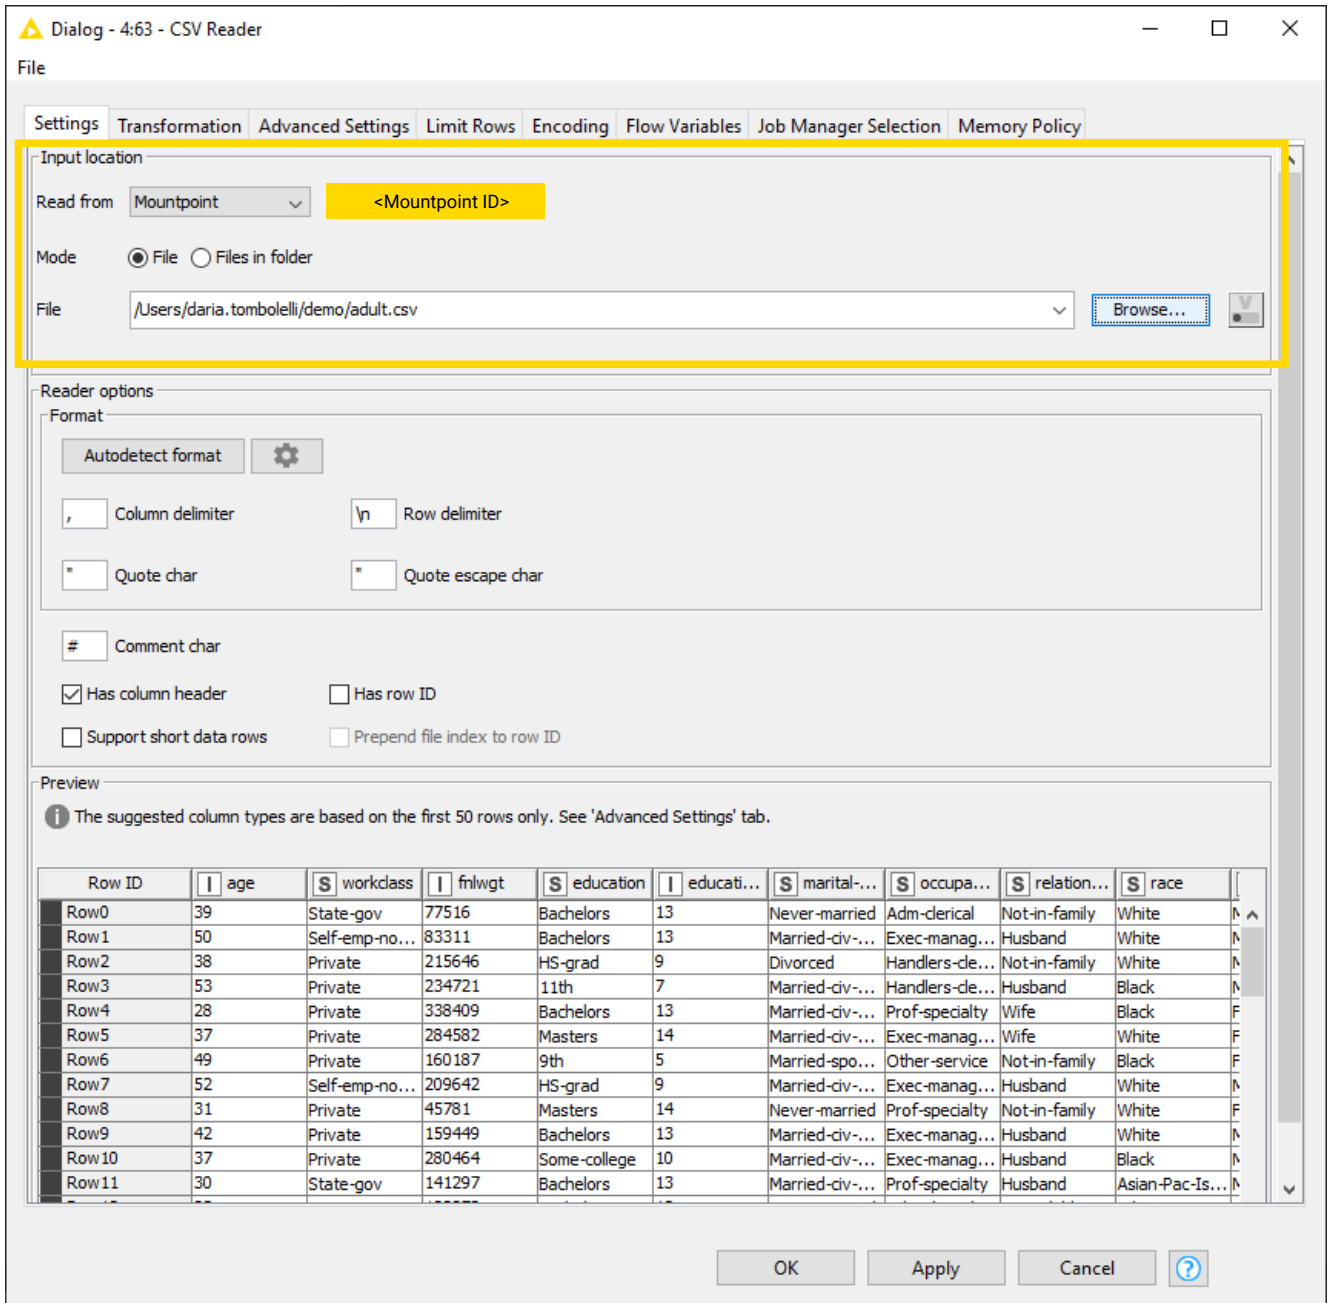 Dialog - 4:63 - CSV Reader
File
Settings Transformation Advanced Settings Limit Rows Encoding Flow Variables Job Manager Selection Memory Policy
Input location
Read from Mountpoint <Mountpoint ID>
Mode File Files in folder
File /Users/daria.tombolelli/demo/adult.csv Browse... V
Reader options
Format
Autodetect format
, Column delimiter \n Row delimiter
" Quote char " Quote escape char
# Comment char
Has column header Has row ID
Support short data rows Prepend file index to row ID
Preview
i The suggested column types are based on the first 50 rows only. See 'Advanced Settings' tab.
Row ID I age S workclass I fnlwgt S education I educati... S marital-... S occupa... S relation... S race
Row0 39 State-gov 77516 Bachelors 13 Never-married Adm-clerical Not-in-family White
Row1 50 Self-emp-no... 83311 Bachelors 13 Married-civ-... Exec-manag... Husband White
Row2 38 Private 215646 HS-grad 9 Divorced Handlers-cle... Not-in-family White
Row3 53 Private 234721 11th 7 Married-civ-... Handlers-cle... Husband Black
Row4 28 Private 338409 Bachelors 13 Married-civ-... Prof-specialty Wife Black
Row5 37 Private 284582 Masters 14 Married-civ-... Exec-manag... Wife White
Row6 49 Private 160187 9th 5 Married-spo... Other-service Not-in-family Black
Row7 52 Self-emp-no... 209642 HS-grad 9 Married-civ-... Exec-manag... Husband White
Row8 31 Private 45781 Masters 14 Never-married Prof-specialty Not-in-family White
Row9 42 Private 159449 Bachelors 13 Married-civ-... Exec-manag... Husband White
Row10 37 Private 280464 Some-college 10 Married-civ-... Exec-manag... Husband Black
Row11 30 State-gov 141297 Bachelors 13 Married-civ-... Prof-specialty Husband Asian-Pac-Is...
OK Apply Cancel ?